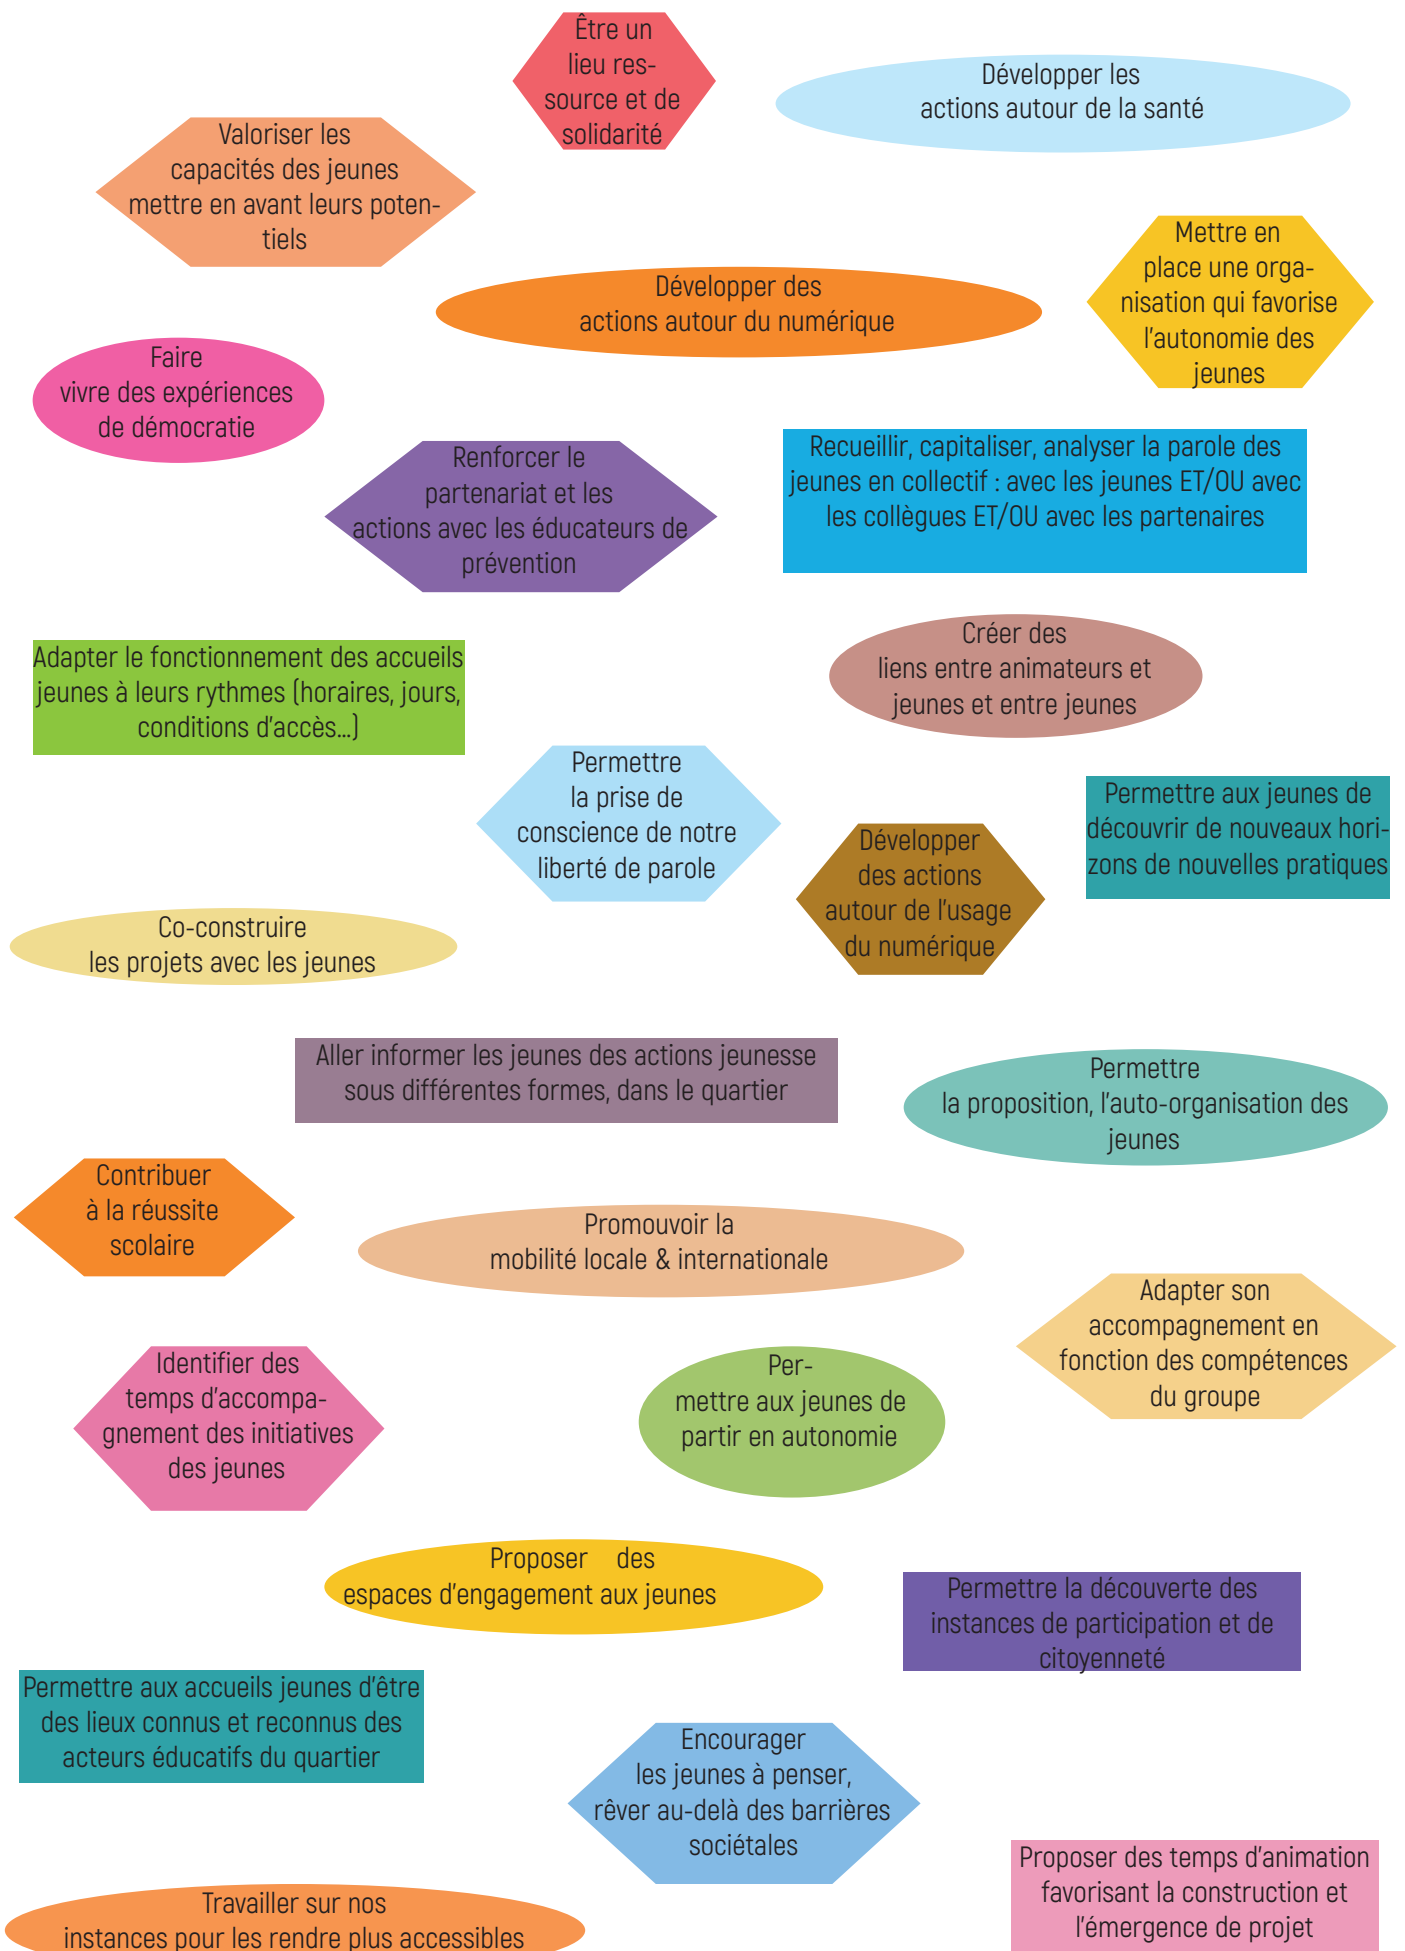 Être un
lieu res-
source et de
solidarité
Développer les
actions autour de la santé
Valoriser les
capacités des jeunes
mettre en avant leurs poten-
tiels
Mettre en
place une orga-
nisation qui favorise
l'autonomie des
jeunes
Développer des
actions autour du numérique
Faire
vivre des expériences
de démocratie
Renforcer le
partenariat et les
actions avec les éducateurs de
prévention
Recueillir, capitaliser, analyser la parole des
jeunes en collectif : avec les jeunes ET/OU avec
les collègues ET/OU avec les partenaires
Adapter le fonctionnement des accueils
jeunes à leurs rythmes (horaires, jours,
conditions d'accès...)
Créer des
liens entre animateurs et
jeunes et entre jeunes
Permettre
la prise de
conscience de notre
liberté de parole
Permettre aux jeunes de
découvrir de nouveaux hori-
zons de nouvelles pratiques
Développer
des actions
autour de l'usage
du numérique
Co-construire
les projets avec les jeunes
Aller informer les jeunes des actions jeunesse
sous différentes formes, dans le quartier
Permettre
la proposition, l'auto-organisation des
jeunes
Contribuer
à la réussite
scolaire
Promouvoir la
mobilité locale & internationale
Adapter son
accompagnement en
fonction des compétences
du groupe
Identifier des
temps d'accompa-
gnement des initiatives
des jeunes
Per-
mettre aux jeunes de
partir en autonomie
Proposer des
espaces d'engagement aux jeunes
Permettre la découverte des
instances de participation et de
citoyenneté
Permettre aux accueils jeunes d'être
des lieux connus et reconnus des
acteurs éducatifs du quartier
Encourager
les jeunes à penser,
rêver au-delà des barrières
sociétales
Proposer des temps d'animation
favorisant la construction et
l'émergence de projet
Travailler sur nos
instances pour les rendre plus accessibles